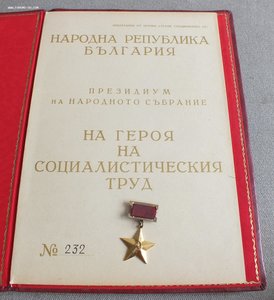 НАРОДНА РЕПУБЛИКА
БЪЛГАРИЯ
ПРЕЗИДИУМ
НА НАРОДНОТО СЪБРАНИЕ
НА ГЕРОЯ
НА
СОЦИАЛИСТИЧЕСКИЯ
ТРУД
№ 232